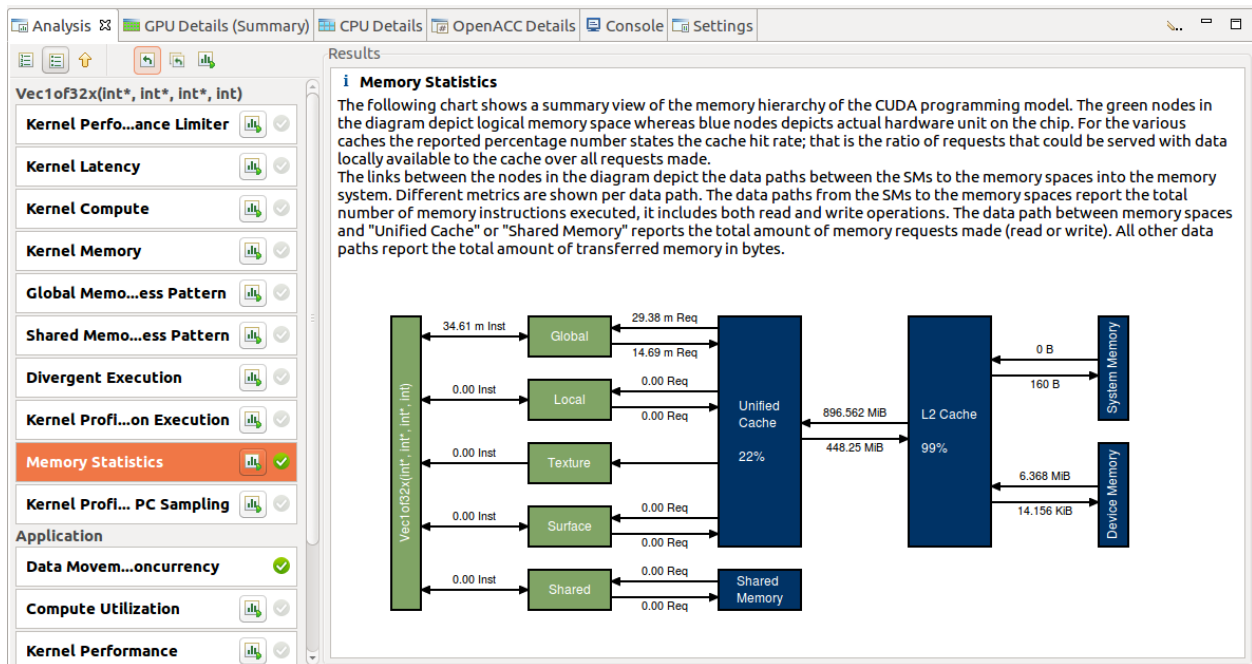 Analysis GPU Details (Summary) CPU Details OpenACC Details Console Settings
Results
Vec1of32x(int*, int*, int*, int)
Kernel Perfo...ance Limiter
Kernel Latency
Kernel Compute
Kernel Memory
Global Memo...ess Pattern
Shared Memo...ess Pattern
Divergent Execution
Kernel Profi...on Execution
Memory Statistics
Kernel Profi... PC Sampling
Application
Data Movem...oncurrency
Compute Utilization
Kernel Performance
i Memory Statistics
The following chart shows a summary view of the memory hierarchy of the CUDA programming model. The green nodes in
the diagram depict logical memory space whereas blue nodes depicts actual hardware unit on the chip. For the various
caches the reported percentage number states the cache hit rate; that is the ratio of requests that could be served with data
locally available to the cache over all requests made.
The links between the nodes in the diagram depict the data paths between the SMs to the memory spaces into the memory
system. Different metrics are shown per data path. The data paths from the SMs to the memory spaces report the total
number of memory instructions executed, it includes both read and write operations. The data path between memory spaces
and "Unified Cache" or "Shared Memory" reports the total amount of memory requests made (read or write). All other data
paths report the total amount of transferred memory in bytes.
Vec1of32x(int*, int*, int*, int)
34.61 m Inst
Global
29.38 m Req
14.69 m Req
0.00 Inst
Local
0.00 Req
0.00 Req
0.00 Inst
Texture
0.00 Inst
Surface
0.00 Req
0.00 Req
0.00 Inst
Shared
0.00 Req
0.00 Req
Unified
Cache
22%
Shared
Memory
896.562 MiB
448.25 MiB
L2 Cache
99%
0 B
160 B
System Memory
6.368 MiB
14.156 KiB
Device Memory